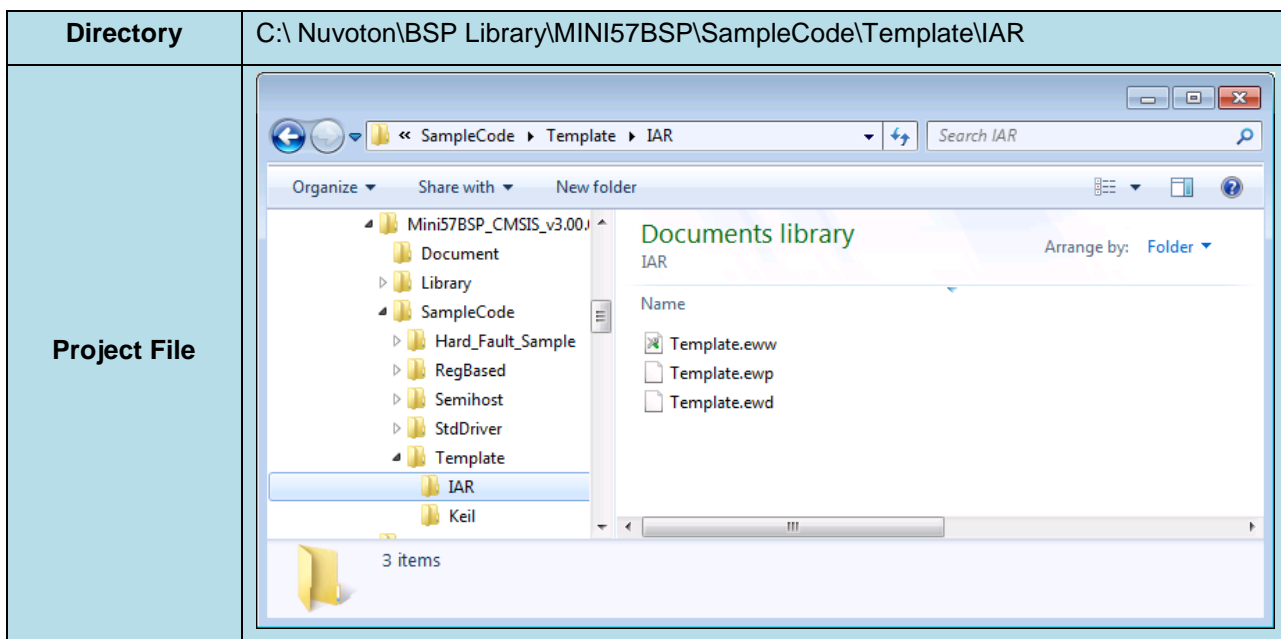 Directory
C:\ Nuvoton\BSP Library\MINI57BSP\SampleCode\Template\IAR
Project File
« SampleCode Template IAR
Search IAR
Organize Share with New folder
Mini57BSP_CMSIS_v3.00.
Document
Library
SampleCode
Hard_Fault_Sample
RegBased
Semihost
StdDriver
Template
IAR
Keil
Documents library
IAR
Arrange by: Folder
Name
Template.eww
Template.ewp
Template.ewd
3 items